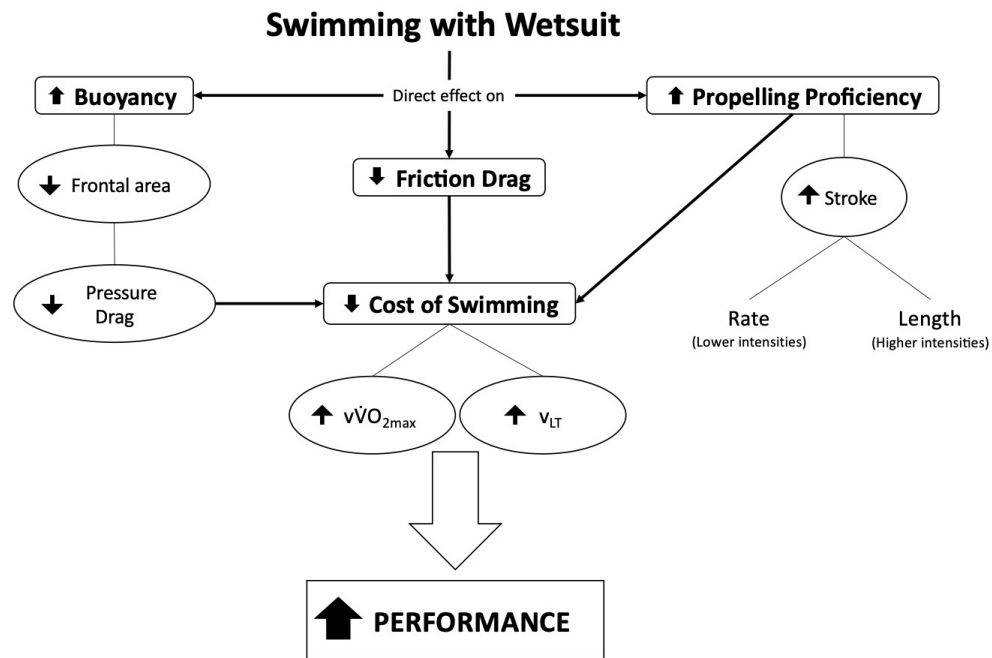 Swimming with Wetsuit
Buoyancy
Direct effect on
Propelling Proficiency
Frontal area
Friction Drag
Stroke
Pressure
Drag
Cost of Swimming
Rate
(Lower intensities)
Length
(Higher intensities)
vV̇O₂max
vLT
PERFORMANCE